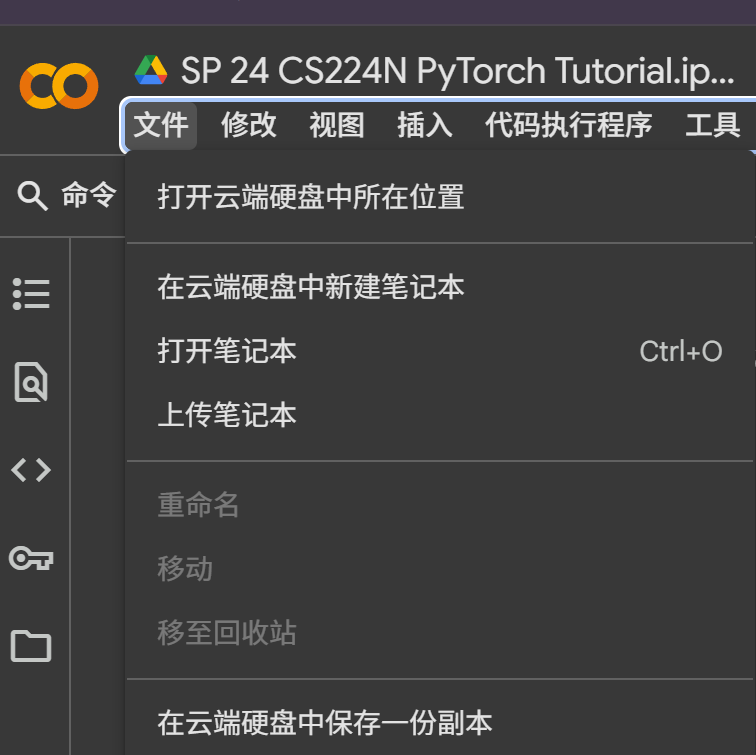 SP 24 CS224N PyTorch Tutorial.ip...
文件 修改 视图 插入 代码执行程序 工具
命令
打开云端硬盘中所在位置
在云端硬盘中新建笔记本
打开笔记本 Ctrl+O
上传笔记本
重命名
移动
移至回收站
在云端硬盘中保存一份副本